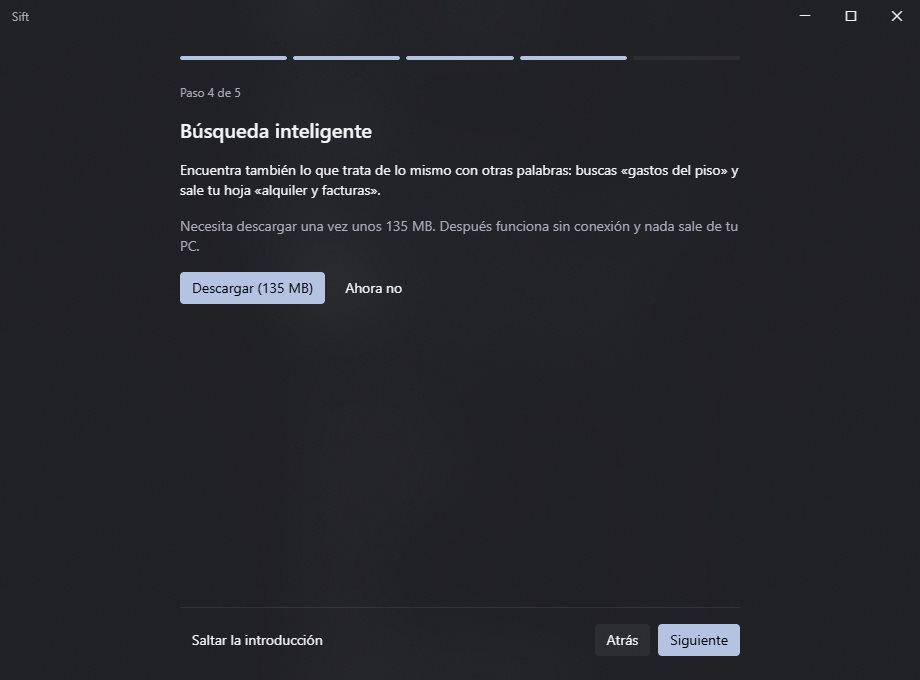 Sift
Paso 4 de 5
Búsqueda inteligente
Encuentra también lo que trata de lo mismo con otras palabras: buscas «gastos del piso» y
sale tu hoja «alquiler y facturas».
Necesita descargar una vez unos 135 MB. Después funciona sin conexión y nada sale de tu
PC.
Descargar (135 MB)
Ahora no
Saltar la introducción
Atrás
Siguiente